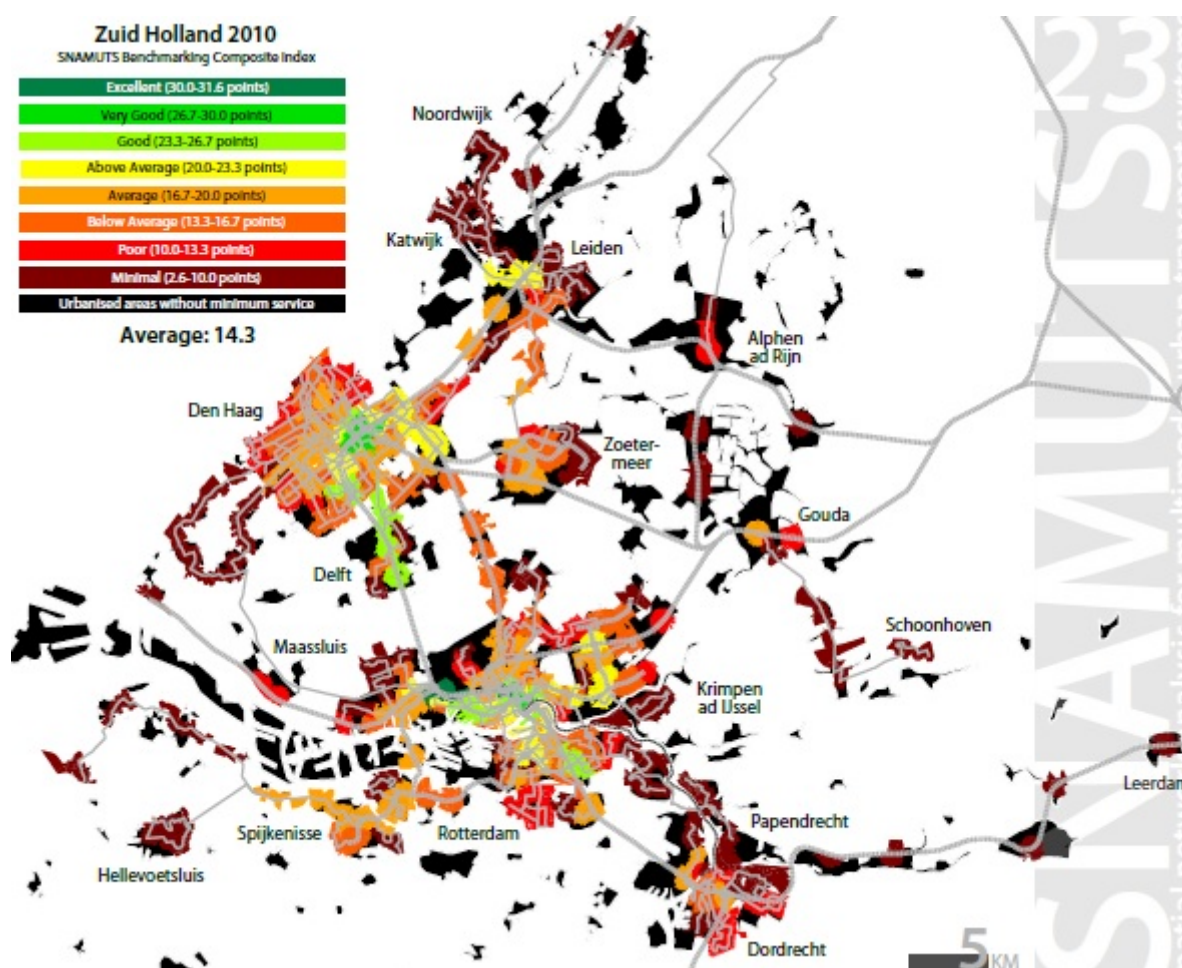 Zuid Holland 2010
SNAMUTS Benchmarking Composite Index
Excellent (30.0-31.6 points)
Very Good (26.7-30.0 points)
Good (23.3-26.7 points)
Above Average (20.0-23.3 points)
Average (16.7-20.0 points)
Below Average (13.3-16.7 points)
Poor (10.0-13.3 points)
Minimal (2.6-10.0 points)
Urbanised areas without minimum service
Average: 14.3
Noordwijk
Katwijk
Leiden
Alphen
ad Rijn
Den Haag
Zoeter-
meer
Gouda
Delft
Schoonhoven
Maassluis
Krimpen
ad IJssel
Leerdam
Spijkenisse
Rotterdam
Papendrecht
Hellevoetsluis
Dordrecht
5 KM
SNAMUTS 23